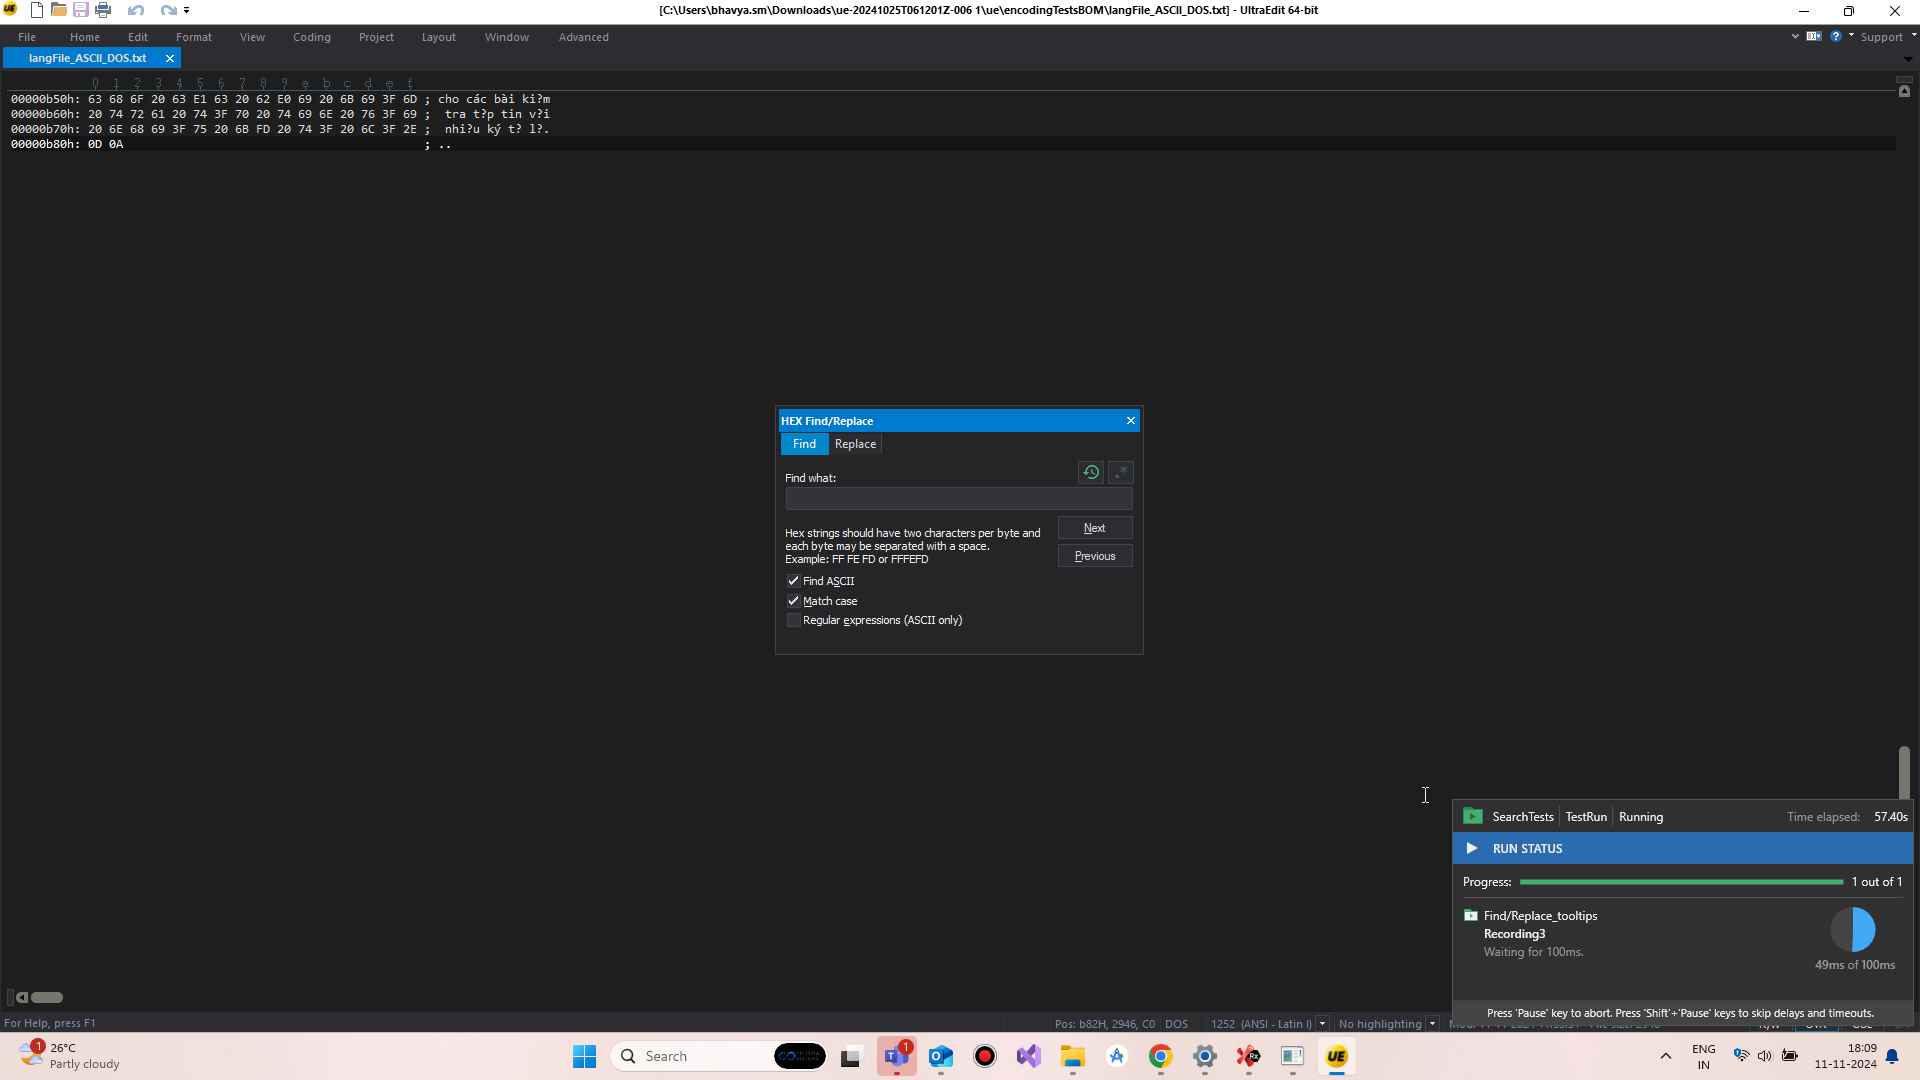 [C:\Users\bhavya.sm\Downloads\ue-20241025T061201Z-006 1\ue\encodingTestsBOM\langFile_ASCII_DOS.txt] - UltraEdit 64-bit
File Home Edit Format View Coding Project Layout Window Advanced Support
langFile_ASCII_DOS.txt
0 1 2 3 4 5 6 7 8 9 a b c d e f
00000b50h: 63 68 6F 20 63 E1 63 20 62 E0 69 20 6B 69 3F 6D ; cho các bài ki?m
00000b60h: 20 74 72 61 20 74 3F 70 20 74 69 6E 20 76 3F 69 ;  tra t?p tin v?i
00000b70h: 20 6E 68 69 3F 75 20 6B FD 20 74 3F 20 6C 3F 2E ;  nhi?u ký t? l?.
00000b80h: 0D 0A ; ..
HEX Find/Replace
Find Replace
Find what:
Hex strings should have two characters per byte and
each byte may be separated with a space.
Example: FF FE FD or FFFEFD
Next
Previous
Find ASCII
Match case
Regular expressions (ASCII only)
SearchTests TestRun Running Time elapsed: 57.40s
RUN STATUS
Progress: 1 out of 1
Find/Replace_tooltips
Recording3
Waiting for 100ms.
49ms of 100ms
Press 'Pause' key to abort. Press 'Shift'+'Pause' keys to skip delays and timeouts.
For Help, press F1
Pos: b82H, 2946, C0 DOS 1252 (ANSI - Latin I) No highlighting
26°C
Partly cloudy
Search
ENG
IN
18:09
11-11-2024